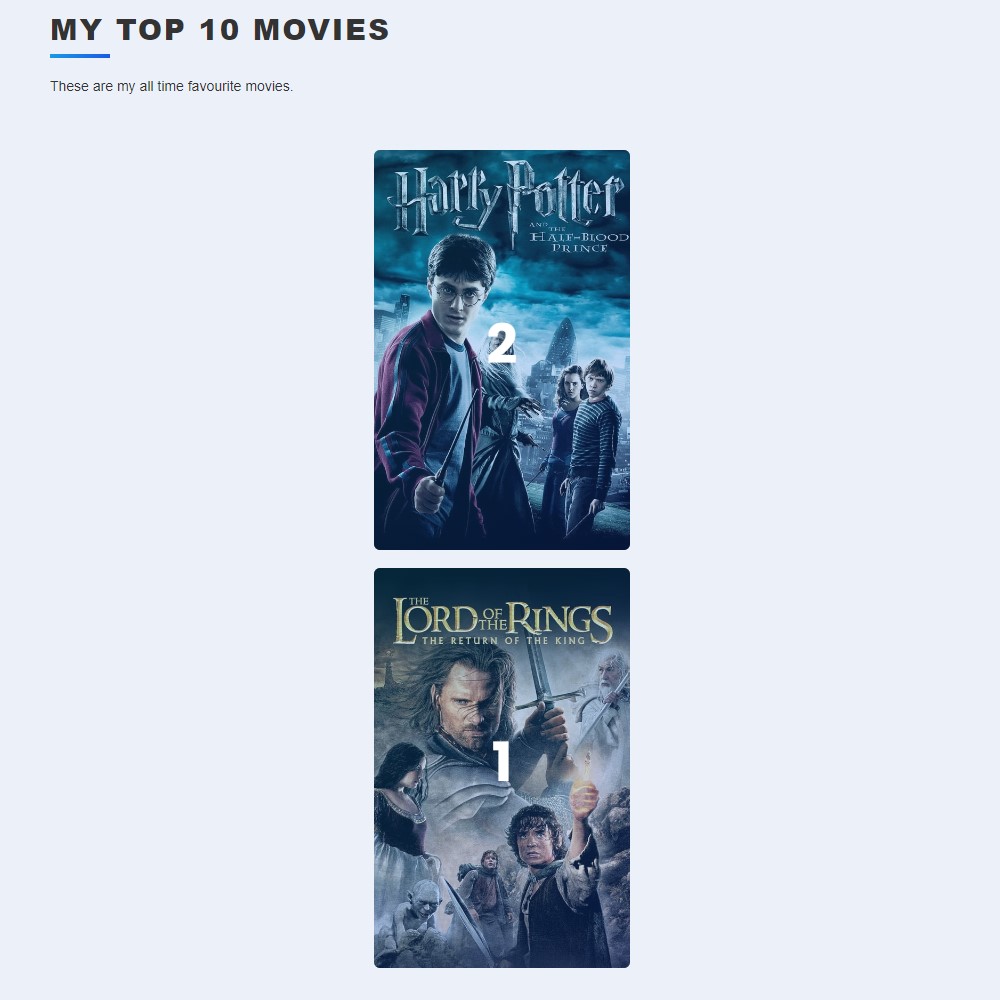 MY TOP 10 MOVIES
These are my all time favourite movies.
Harry Potter
AND THE
HALF-BLOOD
PRINCE
2
THE
LORD OF THE RINGS
THE RETURN OF THE KING
1